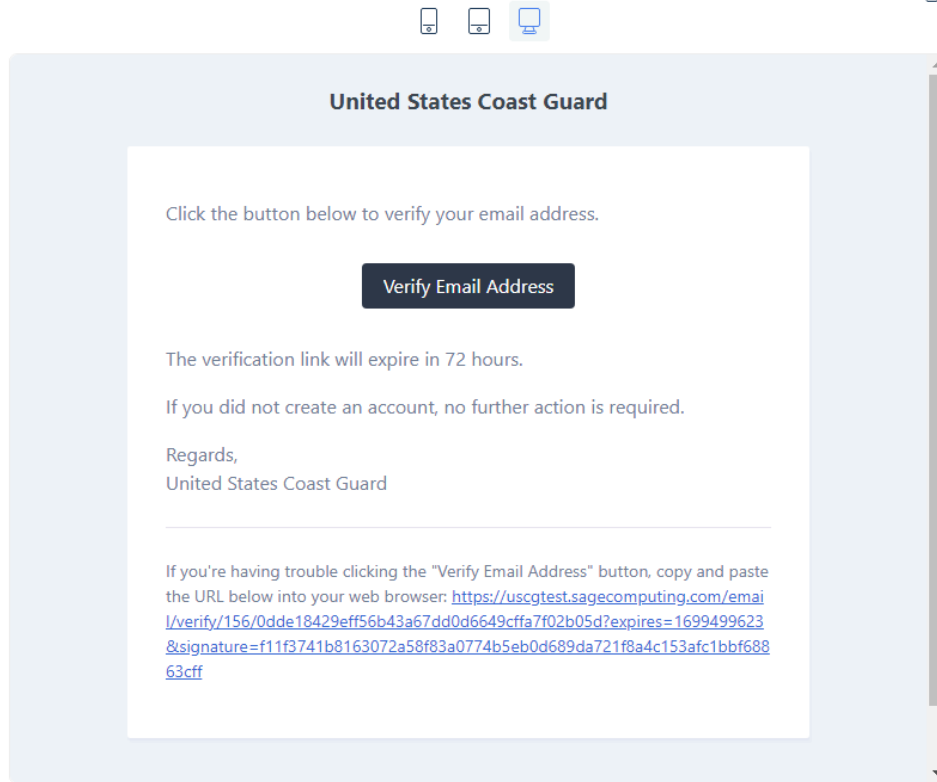 United States Coast Guard
Click the button below to verify your email address.
Verify Email Address
The verification link will expire in 72 hours.
If you did not create an account, no further action is required.
Regards,
United States Coast Guard
If you're having trouble clicking the "Verify Email Address" button, copy and paste
the URL below into your web browser: https://uscgtest.sagecomputing.com/emai
l/verify/156/0dde18429eff56b43a67dd0d6649cffa7f02b05d?expires=1699499623
&signature=f11f3741b8163072a58f83a0774b5eb0d689da721f8a4c153afc1bbf688
63cff